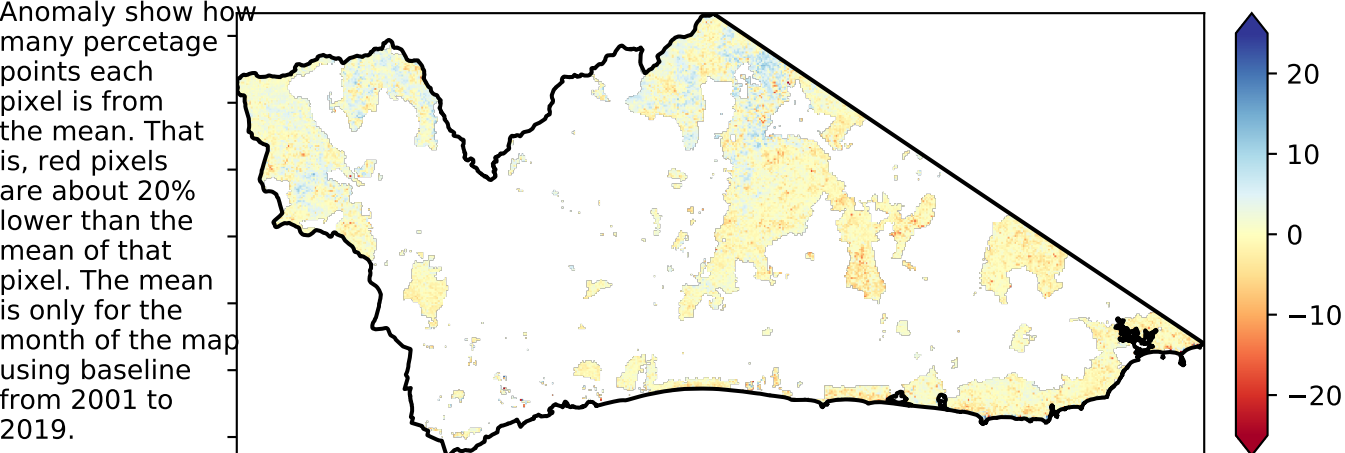 Anomaly show how
many percetage
points each
pixel is from
the mean. That
is, red pixels
are about 20%
lower than the
mean of that
pixel. The mean
is only for the
month of the map
using baseline
from 2001 to
2019.
20
10
0
−10
−20